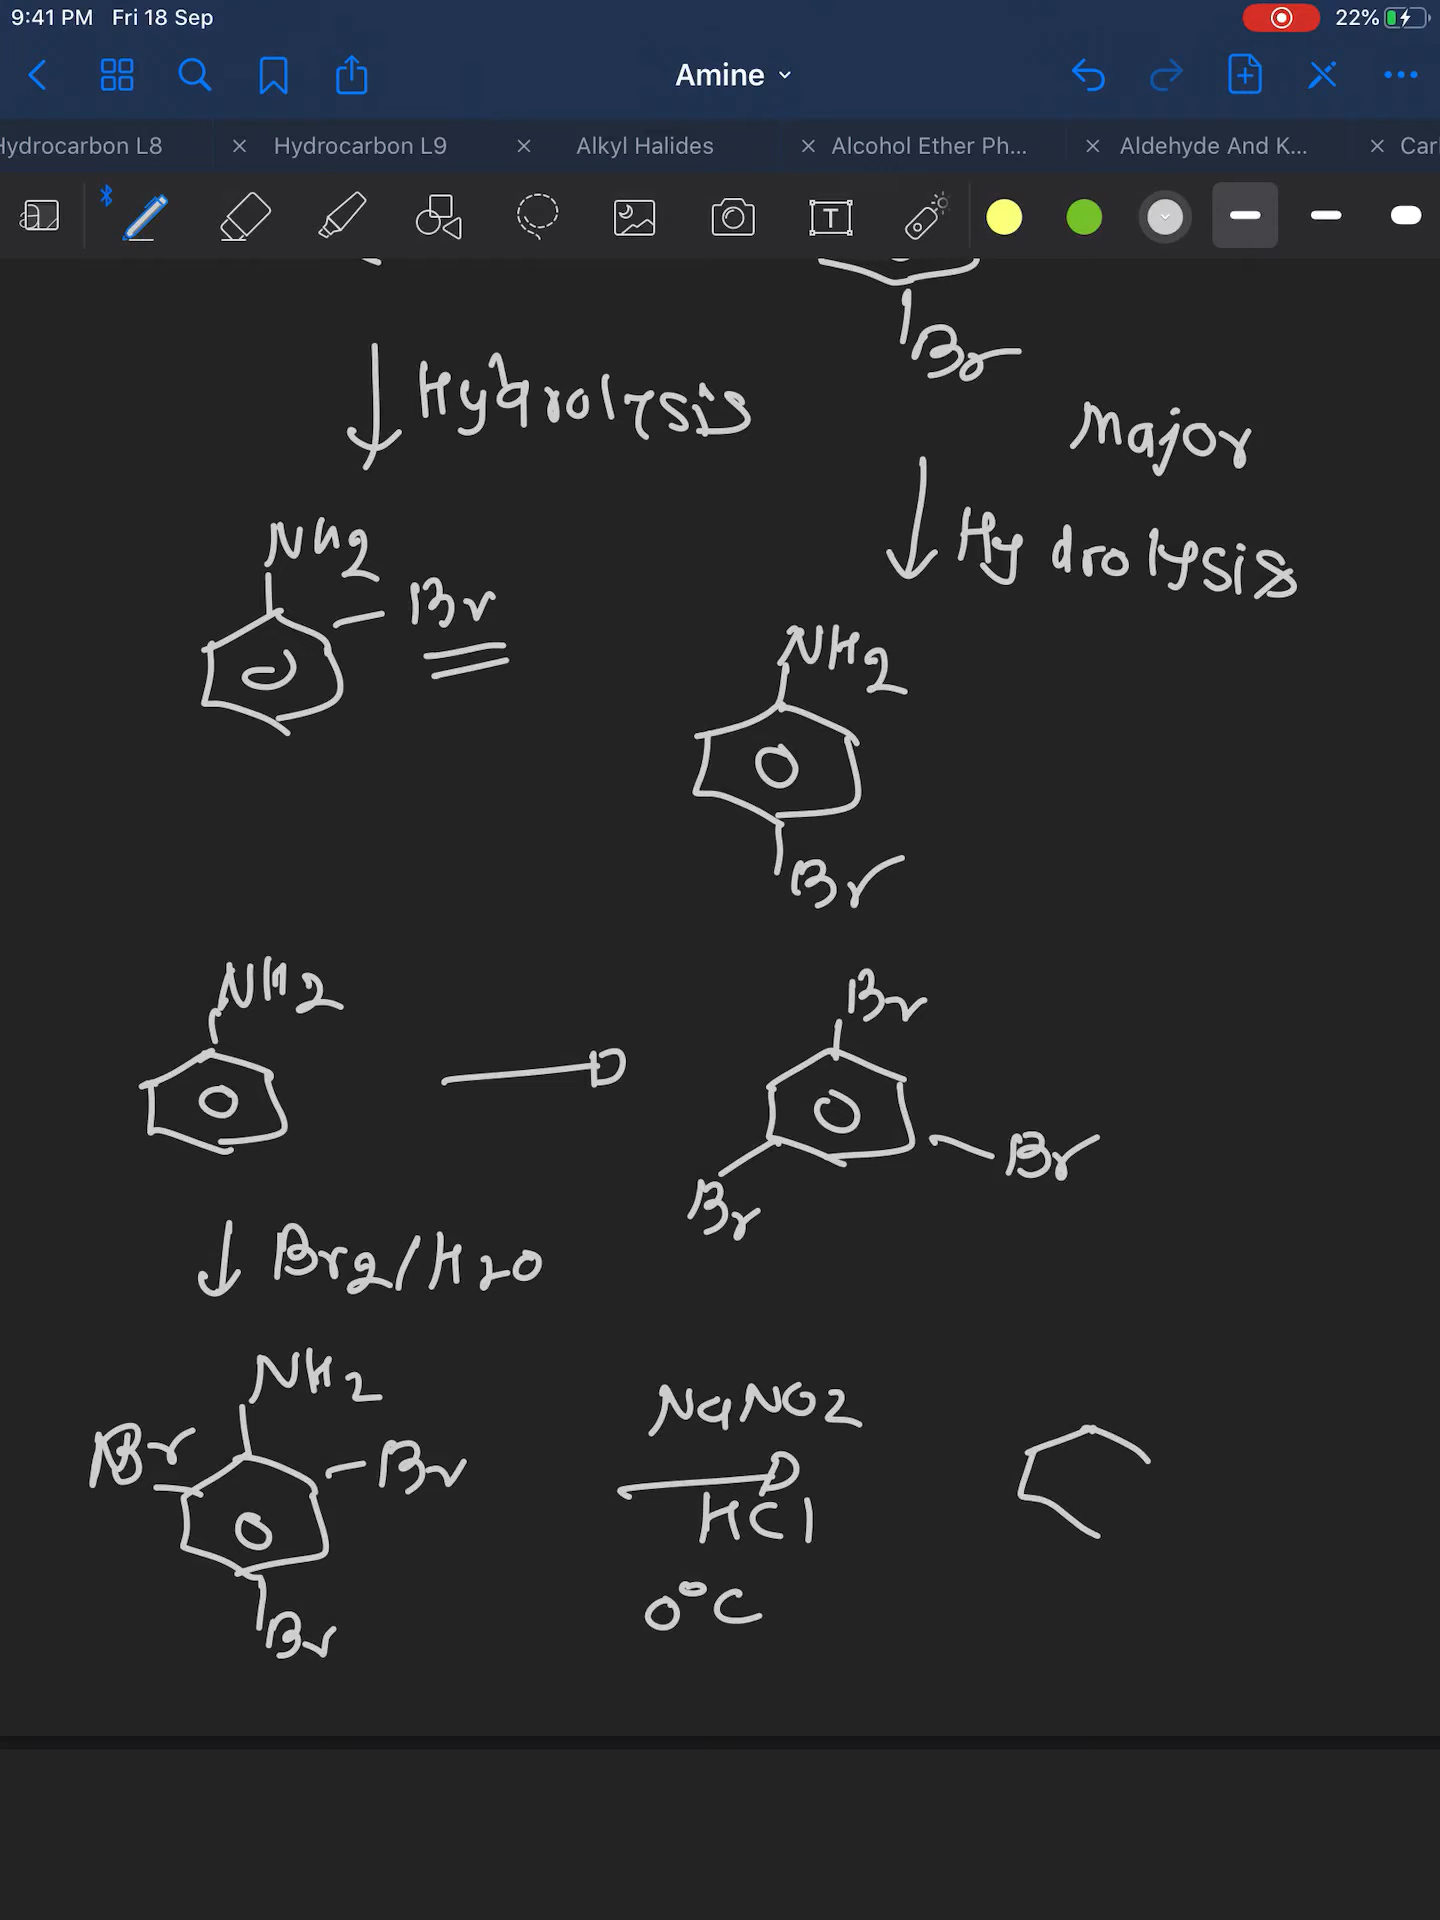 9:41 PM Fri 18 Sep 22%
Amine
Hydrocarbon L8 Hydrocarbon L9 Alkyl Halides Alcohol Ether Ph... Aldehyde And K... Car
T
Br
Hydrolysis
Major
Hydrolysis
NH2
Br
NH2
Br
NH2
Br
Br
Br
Br2/H2O
NH2
Br
Br
Br
NaNO2
HCl
0°C